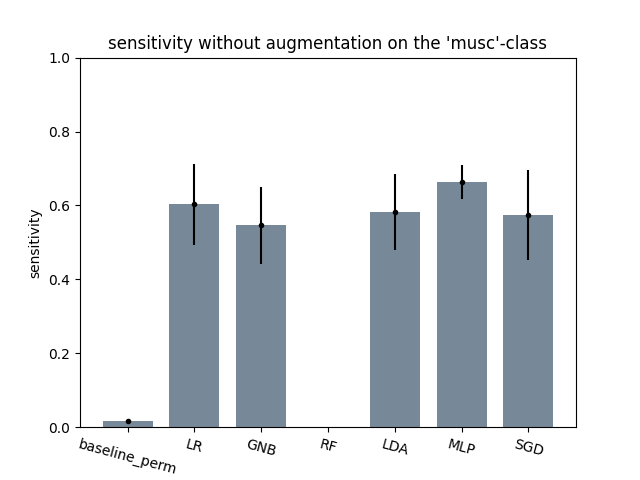 sensitivity without augmentation on the 'musc'-class
1.0
0.8
0.6
0.4
0.2
0.0
sensitivity
baseline_perm
LR
GNB
RF
LDA
MLP
SGD